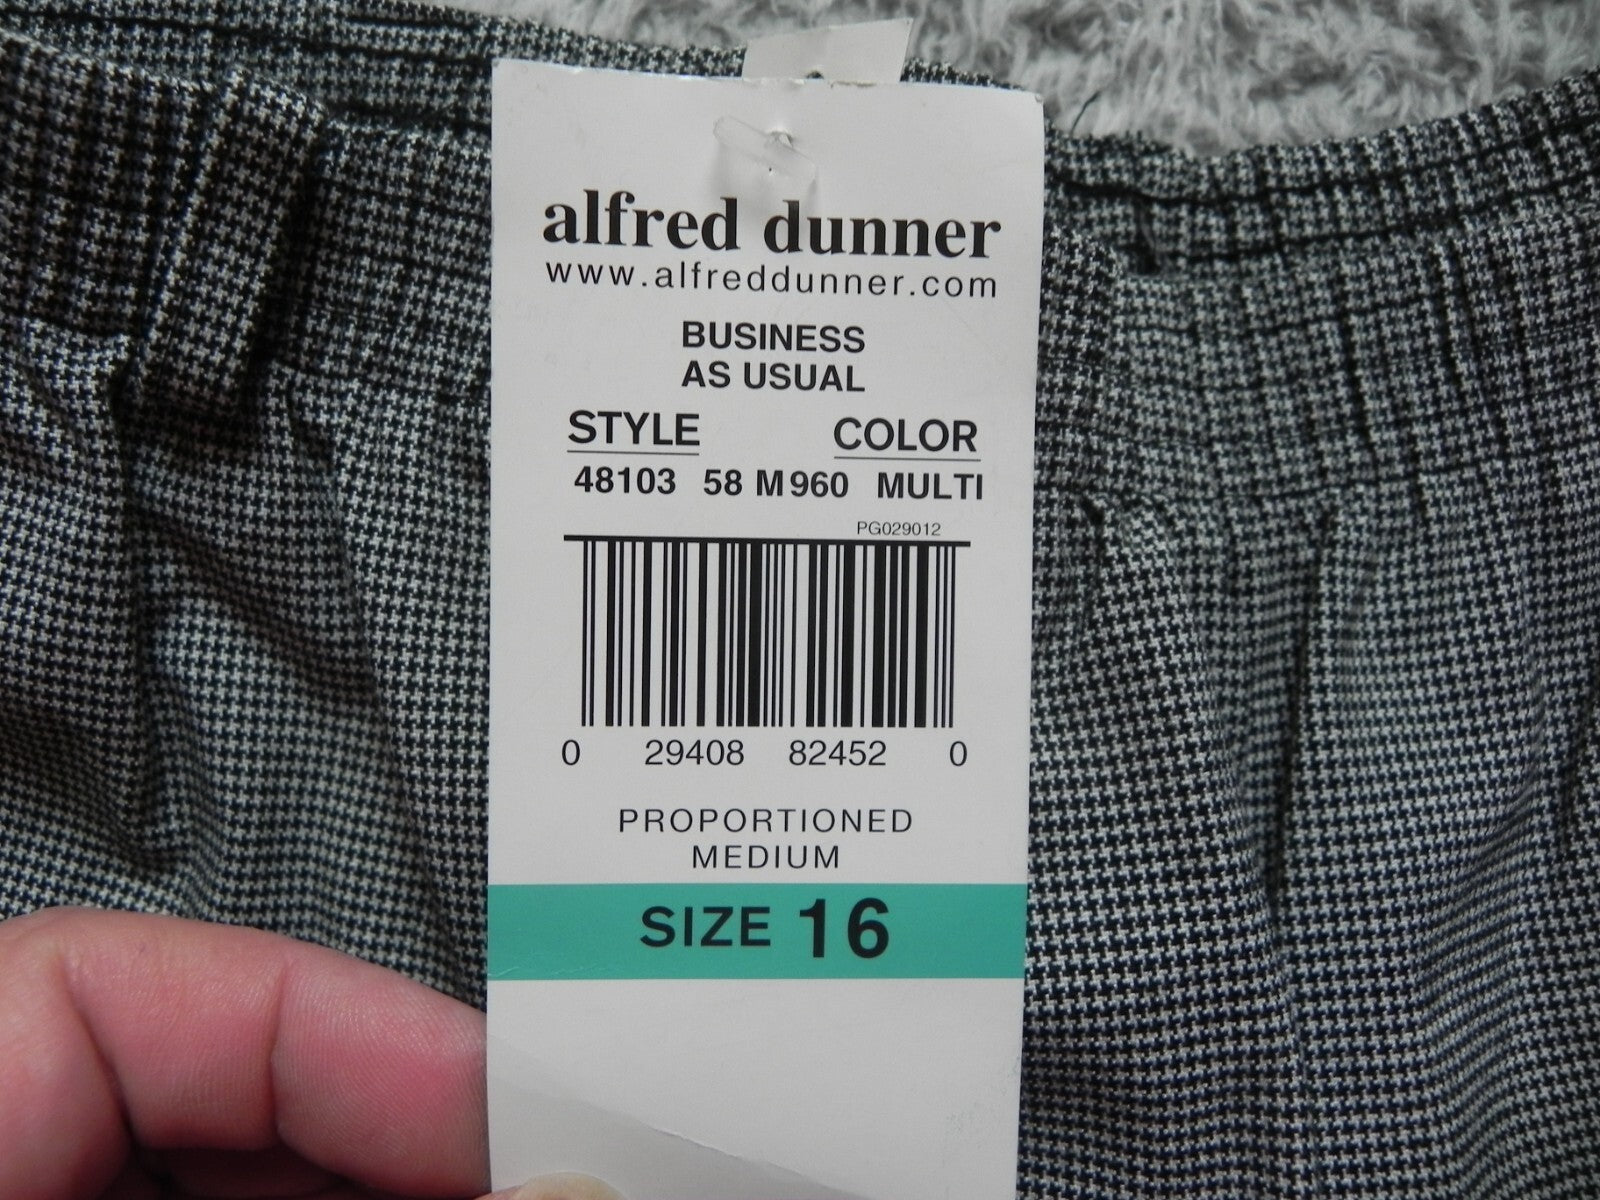 alfred dunner
www.alfreddunner.com
BUSINESS
AS USUAL
STYLE COLOR
48103 58 M960 MULTI
PG029012
0 29408 82452 0
PROPORTIONED
MEDIUM
SIZE 16